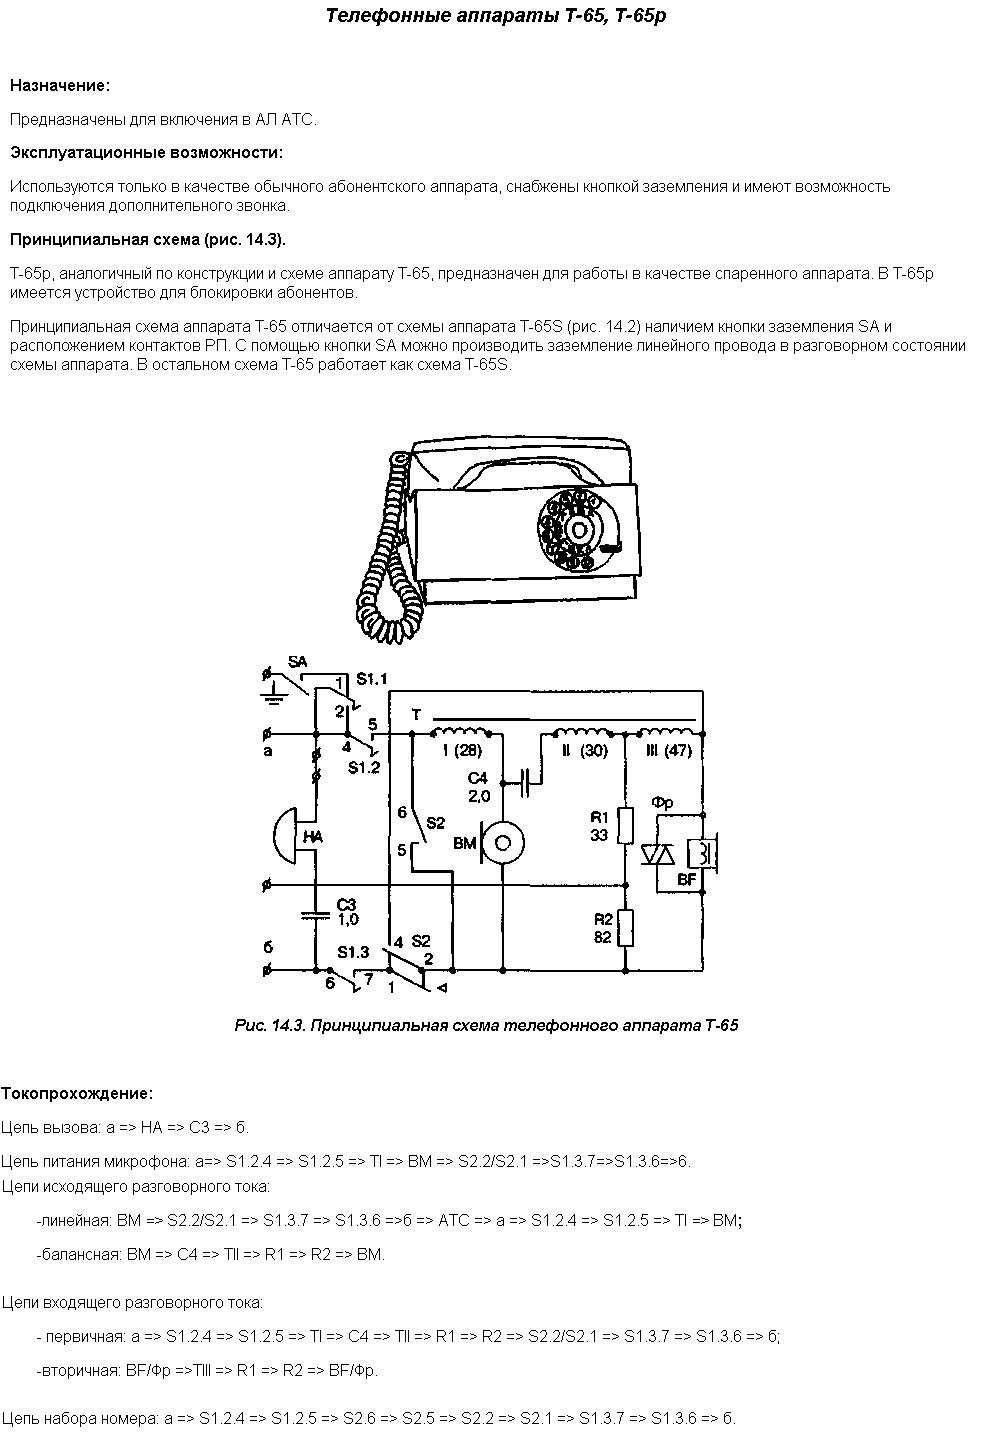 Телефонные аппараты Т-65, Т-65р
Назначение:
Предназначены для включения в АЛ АТС.
Эксплуатационные возможности:
Используются только в качестве обычного абонентского аппарата, снабжены кнопкой заземления и имеют возможность
подключения дополнительного звонка.
Принципиальная схема (рис. 14.3).
Т-65р, аналогичный по конструкции и схеме аппарату Т-65, предназначен для работы в качестве спаренного аппарата. В Т-65р
имеется устройство для блокировки абонентов.
Принципиальная схема аппарата Т-65 отличается от схемы аппарата T-65S (рис. 14.2) наличием кнопки заземления SA и
расположением контактов РП. С помощью кнопки SA можно производить заземление линейного провода в разговорном состоянии
схемы аппарата. В остальном схема Т-65 работает как схема T-65S.
SA
1
S1.1
2
5
T
а
4
S1.2
I (28)
II (30)
III (47)
C4
2,0
6
S2
5
BM
R1
33
Фр
BF
HA
C3
1,0
R2
82
б
S1.3
4
S2
2
6
7
1
Рис. 14.3. Принципиальная схема телефонного аппарата Т-65
Токопрохождение:
Цепь вызова: а => НА => С3 => б.
Цепь питания микрофона: а=> S1.2.4 => S1.2.5 => TI => BM => S2.2/S2.1 =>S1.3.7=>S1.3.6=>6.
Цепи исходящего разговорного тока:
-линейная: BM => S2.2/S2.1 => S1.3.7 => S1.3.6 =>б => АТС => а => S1.2.4 => S1.2.5 => TI => BM;
-балансная: BM => C4 => TII => R1 => R2 => BM.
Цепи входящего разговорного тока:
- первичная: а => S1.2.4 => S1.2.5 => TI => C4 => TII => R1 => R2 => S2.2/S2.1 => S1.3.7 => S1.3.6 => б;
-вторичная: BF/Фр =>TIII => R1 => R2 => BF/Фр.
Цепь набора номера: а => S1.2.4 => S1.2.5 => S2.6 => S2.5 => S2.2 => S2.1 => S1.3.7 => S1.3.6 => б.